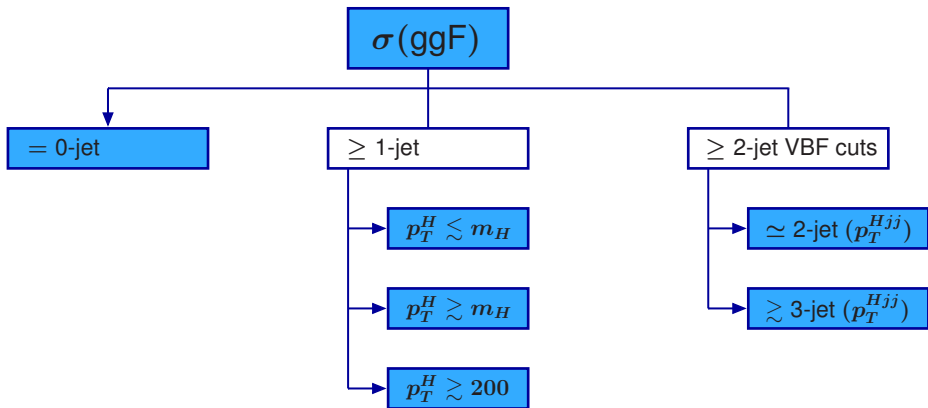 σ(ggF)
= 0-jet
≥ 1-jet
≥ 2-jet VBF cuts
p_T^H ≲ m_H
p_T^H ≳ m_H
p_T^H ≳ 200
≃ 2-jet (p_T^{Hjj})
≳ 3-jet (p_T^{Hjj})